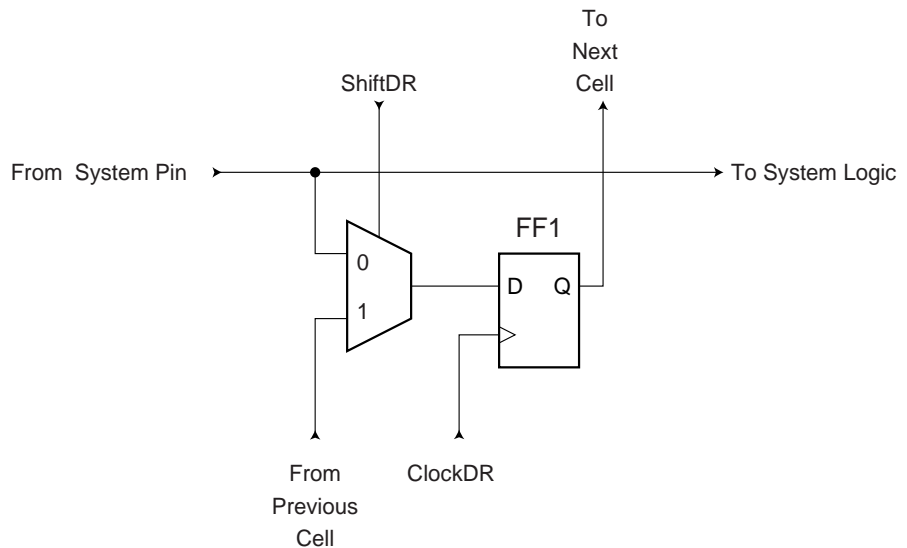 To
Next
Cell
ShiftDR
From System Pin
To System Logic
FF1
0
D Q
1
From
Previous
Cell
ClockDR